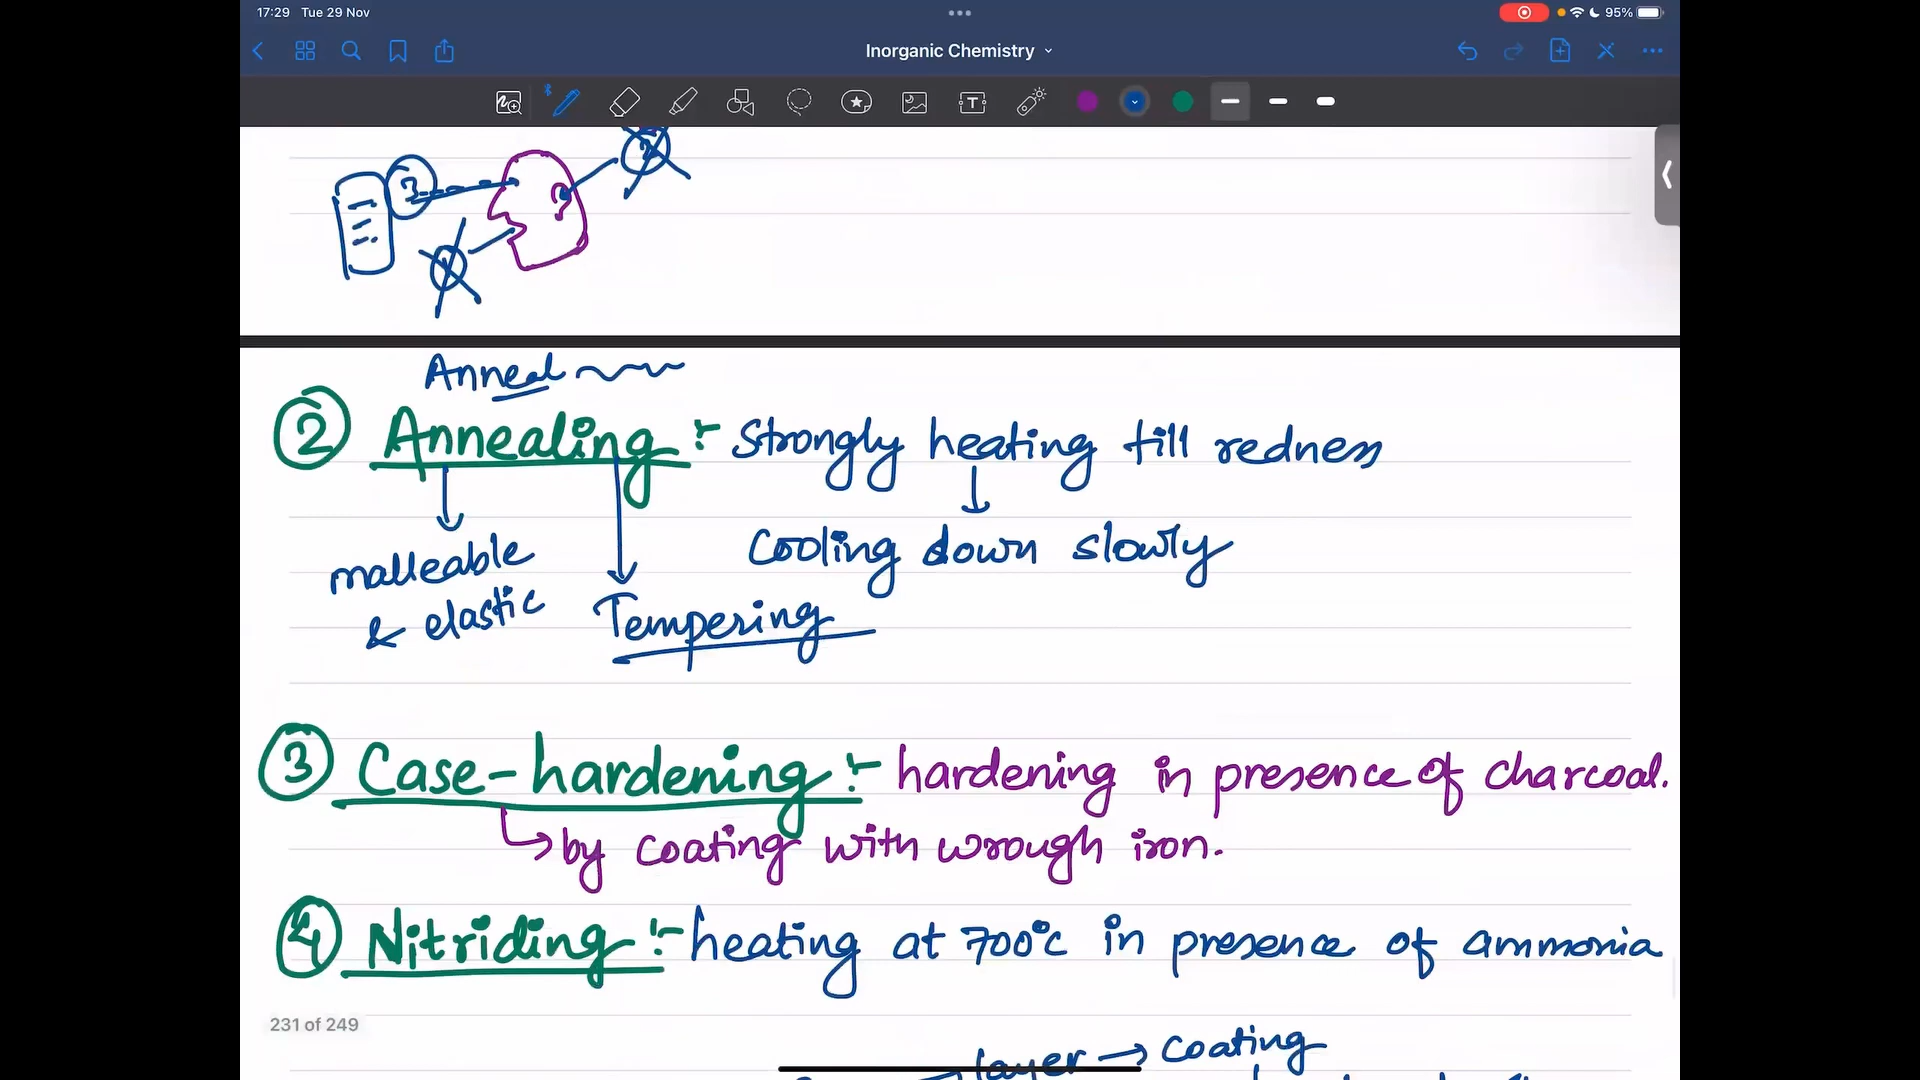 17:29 Tue 29 Nov
95%
Inorganic Chemistry
3
?
Anneal
② Annealing :- Strongly heating till redness
Cooling down slowly
malleable
& elastic
Tempering
③ Case-hardening :- hardening in presence of charcoal.
by coating with wrough iron.
④ Nitriding :- heating at 700°c in presence of ammonia
231 of 249
layer → coating